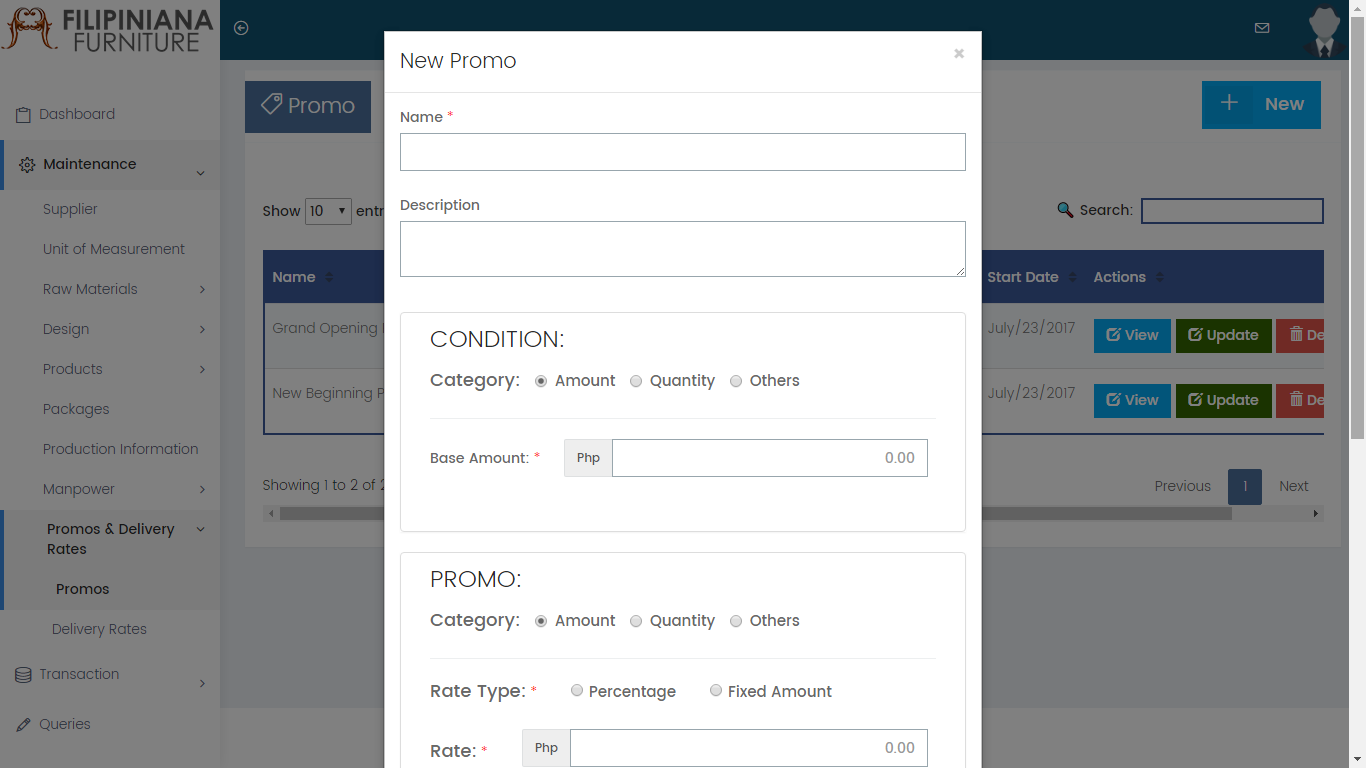 FILIPINIANA
FURNITURE
Dashboard
Maintenance
Supplier
Unit of Measurement
Raw Materials
Design
Products
Packages
Production Information
Manpower
Promos & Delivery
Rates
Promos
Delivery Rates
Transaction
Queries
Promo
New
Show 10 entr
Search:
Name Start Date Actions
Grand Opening July/23/2017 View Update De
New Beginning P July/23/2017 View Update De
Showing 1 to 2 of 2
Previous 1 Next
New Promo ×
Name *
Description
CONDITION:
Category: Amount Quantity Others
Base Amount: * Php 0.00
PROMO:
Category: Amount Quantity Others
Rate Type: * Percentage Fixed Amount
Rate: * Php 0.00